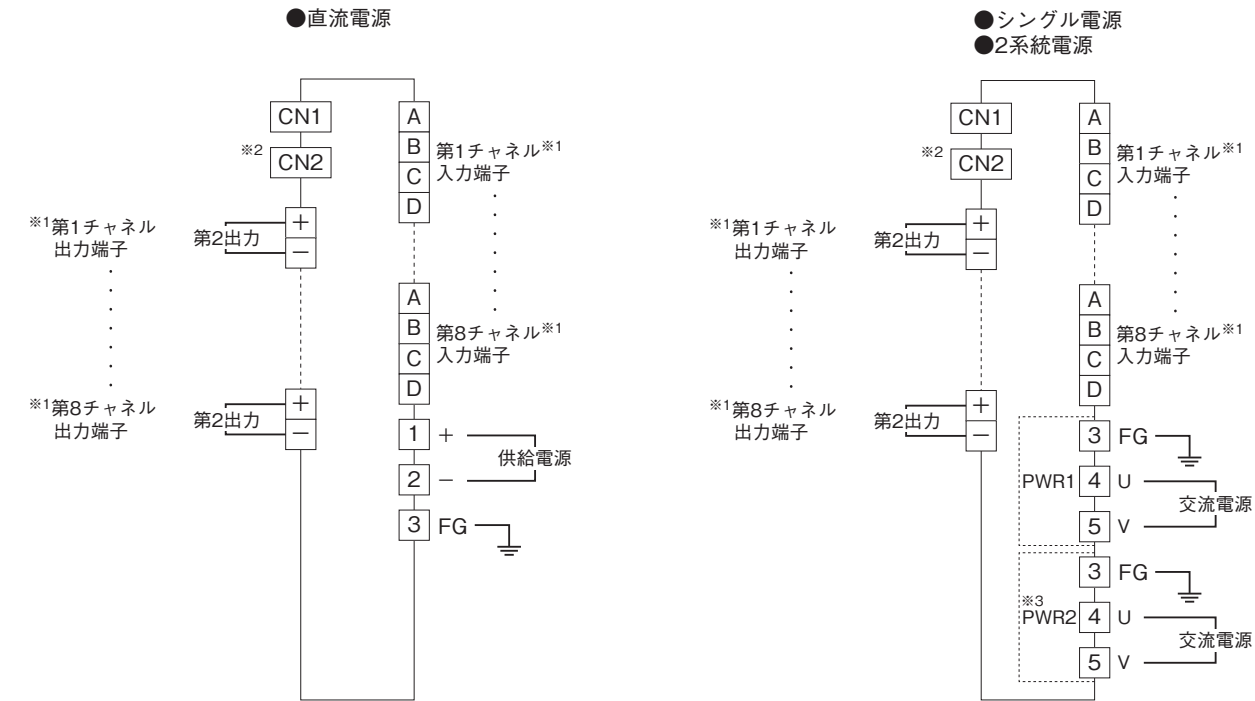 ●直流電源
CN1
※2
CN2
A
B
C
D
第1チャネル※1
入力端子
※1第1チャネル
出力端子
第2出力
+
−
A
B
C
D
第8チャネル※1
入力端子
※1第8チャネル
出力端子
第2出力
+
−
1 +
2 −
供給電源
3 FG
●シングル電源
●2系統電源
CN1
※2
CN2
A
B
C
D
第1チャネル※1
入力端子
※1第1チャネル
出力端子
第2出力
+
−
A
B
C
D
第8チャネル※1
入力端子
※1第8チャネル
出力端子
第2出力
+
−
PWR1
3 FG
4 U
5 V
交流電源
※3
PWR2
3 FG
4 U
5 V
交流電源